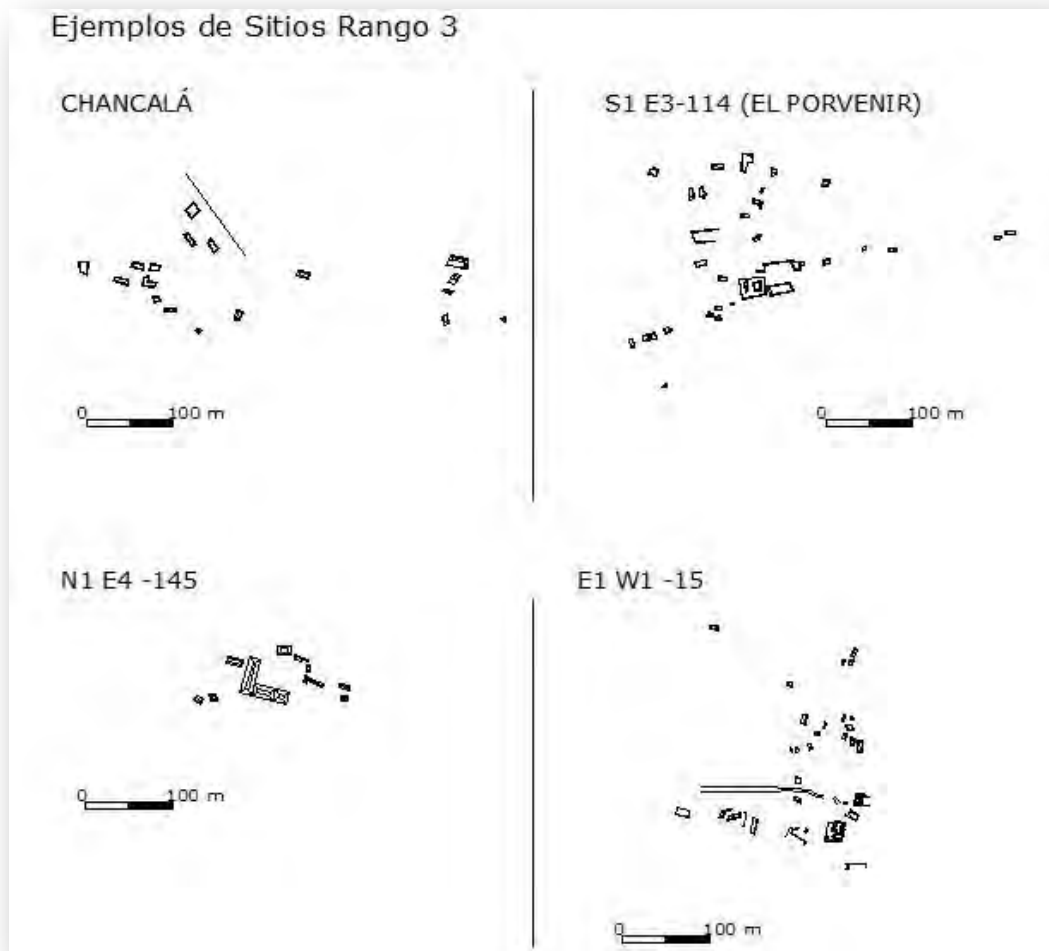 Ejemplos de Sitios Rango 3
CHANCALÁ
0 100 m
S1 E3-114 (EL PORVENIR)
0 100 m
N1 E4 -145
0 100 m
E1 W1 -15
0 100 m